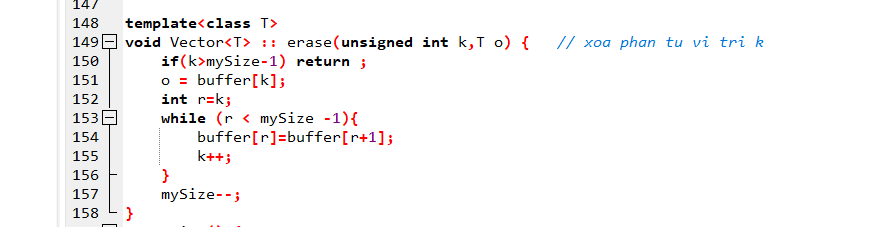 147
148 template<class T>
149 void Vector<T> :: erase(unsigned int k,T o) { // xoa phan tu vi tri k
150 if(k>mySize-1) return ;
151 o = buffer[k];
152 int r=k;
153 while (r < mySize -1){
154 buffer[r]=buffer[r+1];
155 k++;
156 }
157 mySize--;
158 }